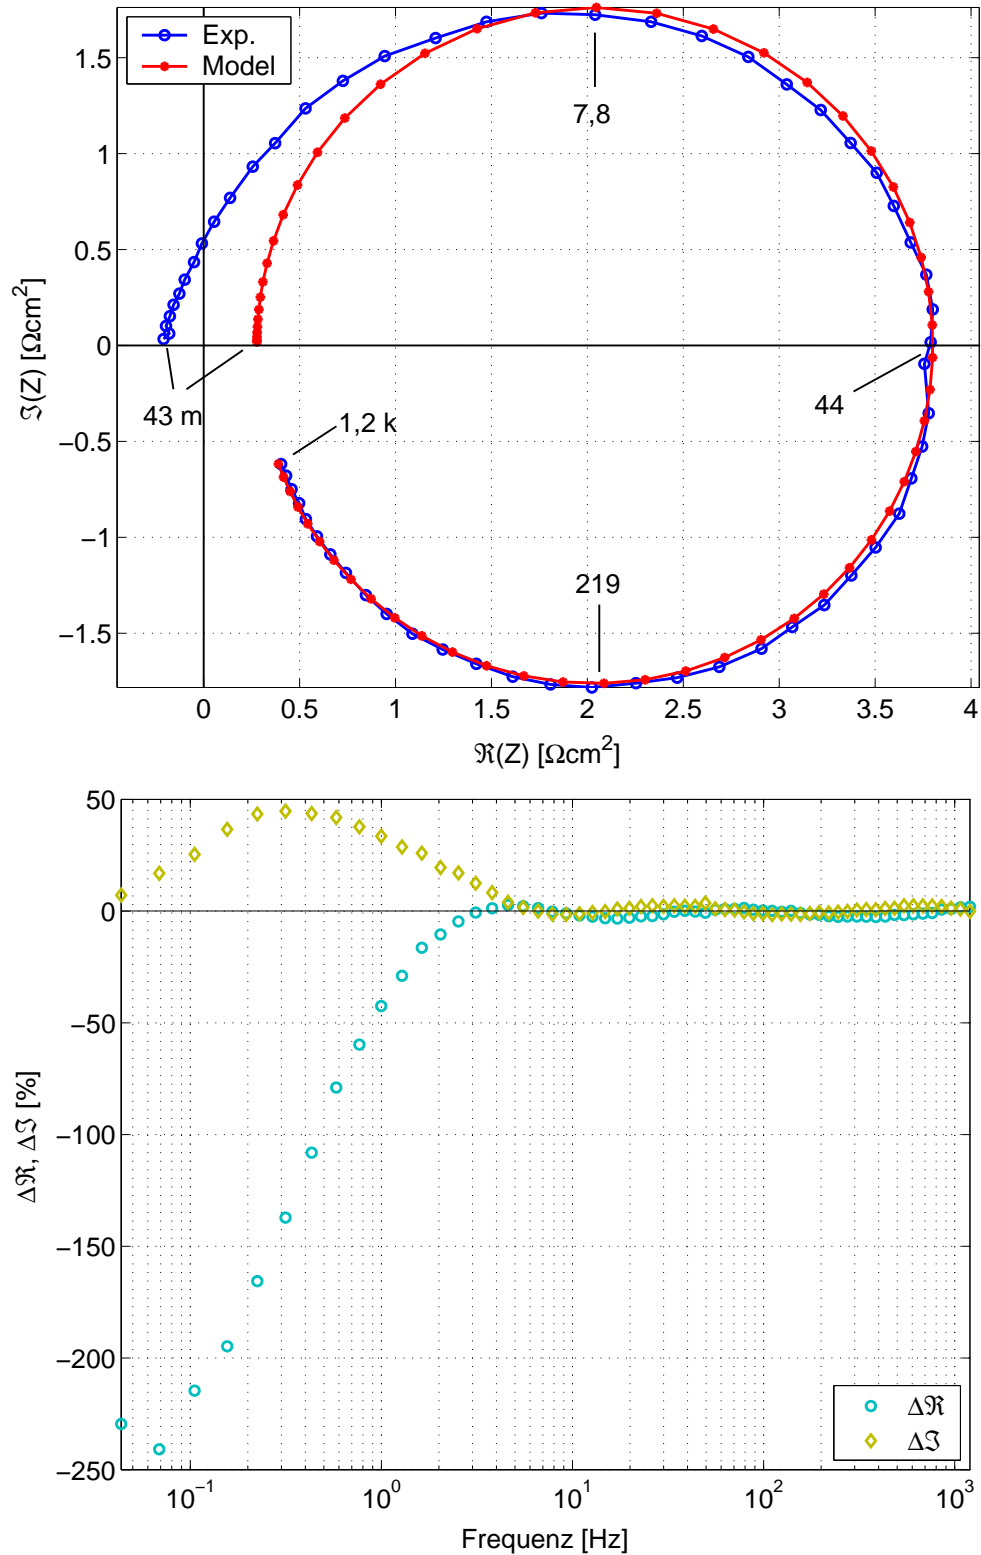 Exp.
Model
1.5
1
0.5
0
−0.5
−1
−1.5
ℑ(Z) [Ωcm²]
7,8
43 m
1,2 k
44
219
0 0.5 1 1.5 2 2.5 3 3.5 4
ℜ(Z) [Ωcm²]
50
0
−50
−100
−150
−200
−250
Δℜ, Δℑ [%]
Δℜ
Δℑ
10⁻¹ 10⁰ 10¹ 10² 10³
Frequenz [Hz]